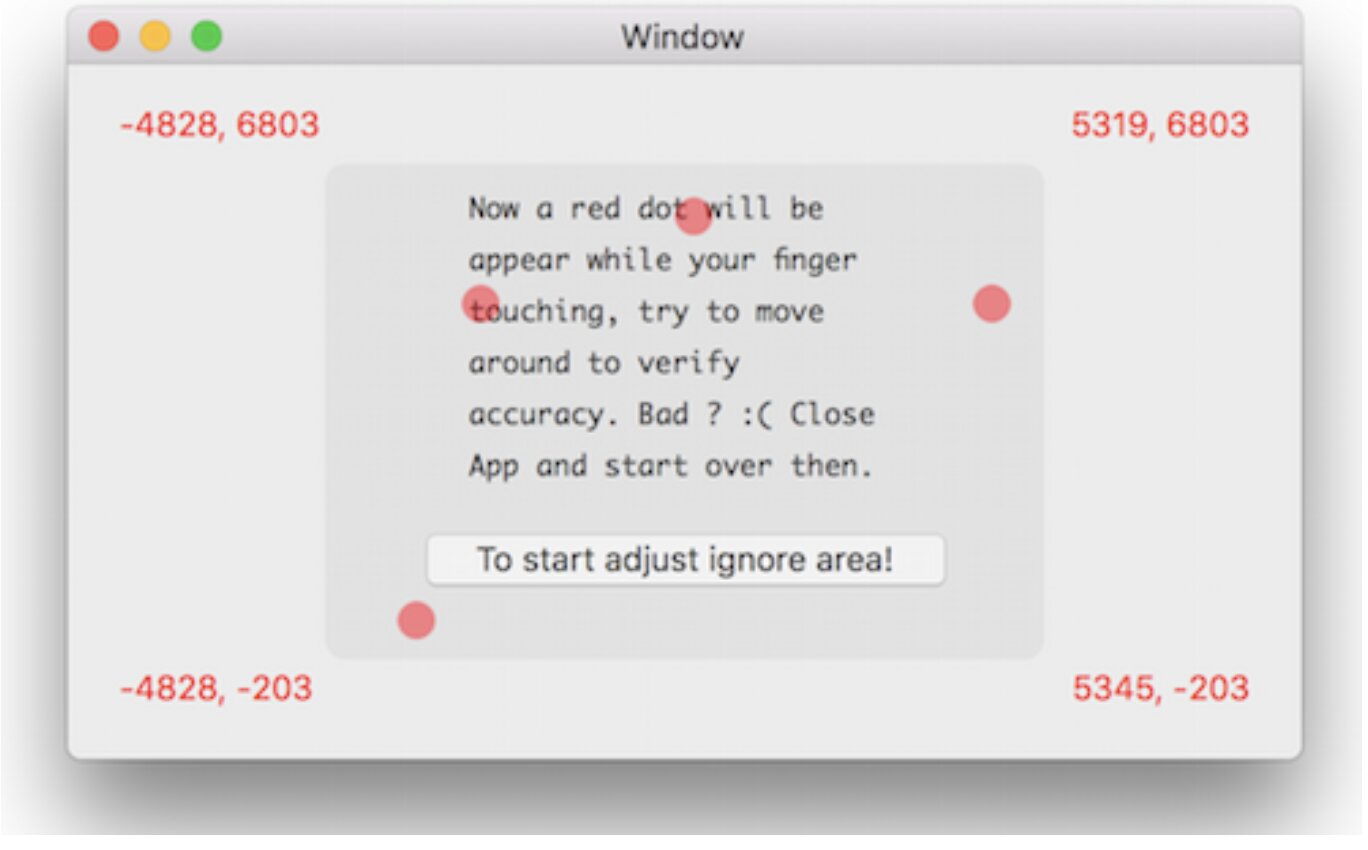 Window
-4828, 6803
5319, 6803
Now a red dot will be
appear while your finger
touching, try to move
around to verify
accuracy. Bad ? :( Close
App and start over then.
To start adjust ignore area!
-4828, -203
5345, -203